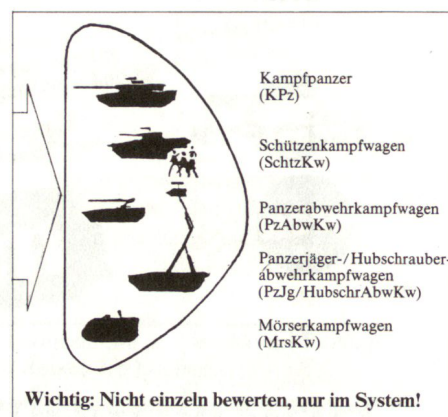 Kampfpanzer
(KPz)
Schützenkampfwagen
(SchtzKw)
Panzerabwehrkampfwagen
(PzAbwKw)
Panzerjäger-/Hubschrauber-
abwehrkampfwagen
(PzJg/HubschrAbwKw)
Mörserkampfwagen
(MrsKw)
Wichtig: Nicht einzeln bewerten, nur im System!